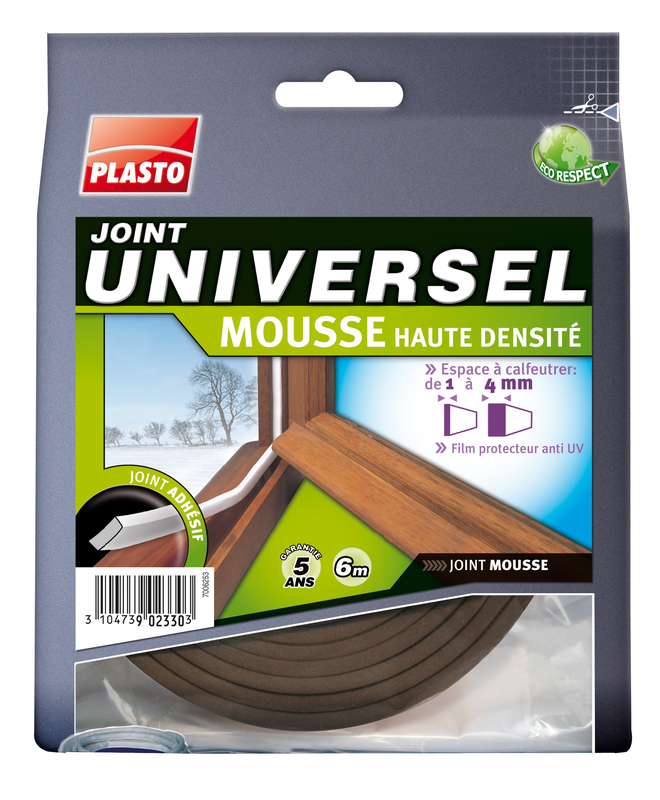 PLASTO
ECO RESPECT
JOINT
UNIVERSEL
MOUSSE HAUTE DENSITÉ
» Espace à calfeutrer:
de 1 à 4 mm
» Film protecteur anti UV
JOINT ADHÉSIF
GARANTIE
5
ANS
6m
»»» JOINT MOUSSE
7006253
3 104739 023303